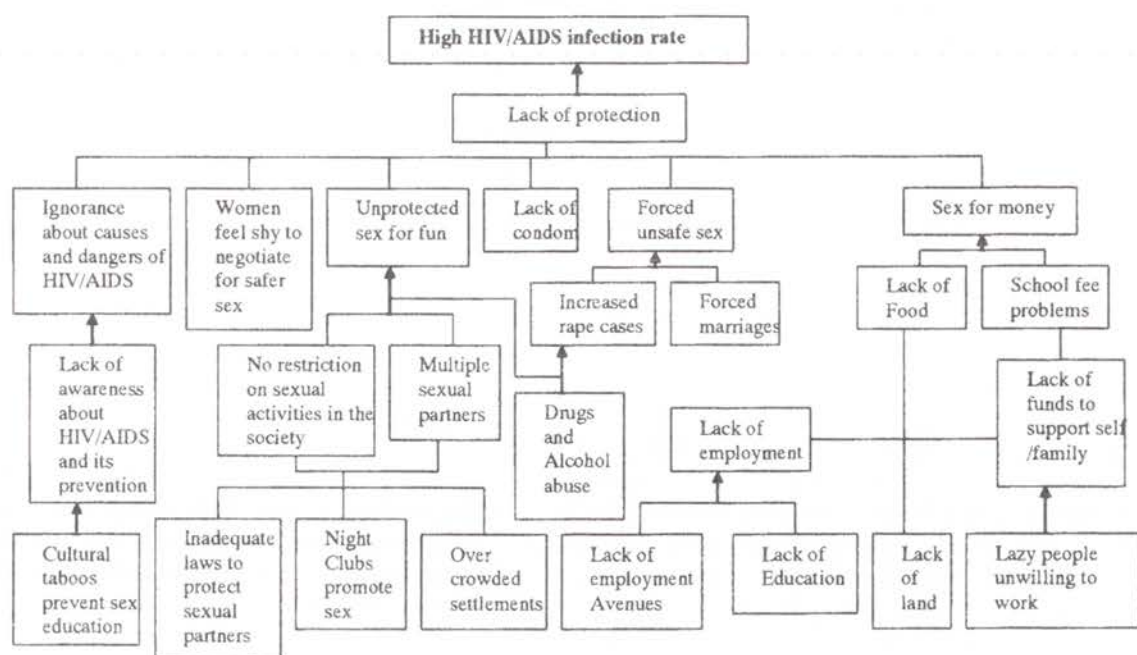 High HIV/AIDS infection rate
Lack of protection
Ignorance
about causes
and dangers of
HIV/AIDS
Women
feel shy to
negotiate
for safer
sex
Unprotected
sex for fun
Lack of
condom
Forced
unsafe sex
Sex for money
Increased
rape cases
Forced
marriages
Lack of
Food
School fee
problems
Lack of
awareness
about
HIV/AIDS
and its
prevention
No restriction
on sexual
activities in the
society
Multiple
sexual
partners
Drugs
and
Alcohol
abuse
Lack of
employment
Lack of
funds to
support self
/family
Cultural
taboos
prevent sex
education
Inadequate
laws to
protect
sexual
partners
Night
Clubs
promote
sex
Over
crowded
settlements
Lack of
employment
Avenues
Lack of
Education
Lack
of
land
Lazy people
unwilling to
work